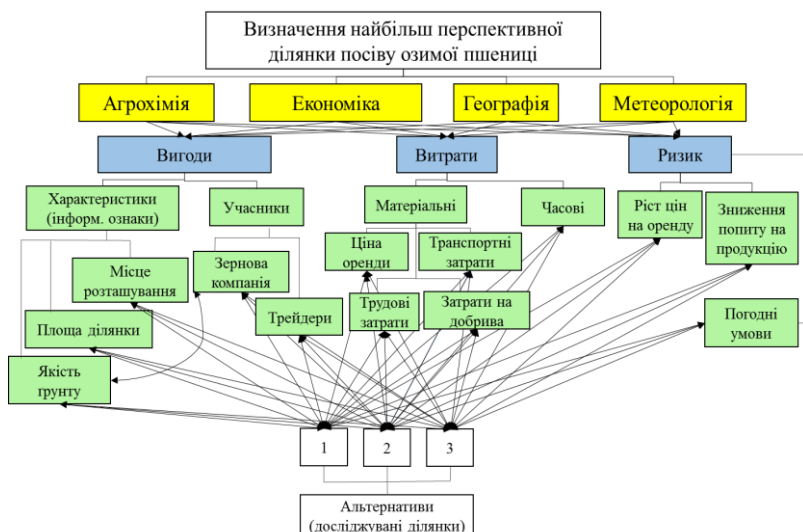 Визначення найбільш перспективної
ділянки посіву озимої пшениці
Агрохімія
Економіка
Географія
Метеорологія
Вигоди
Витрати
Ризик
Характеристики
(інформ. ознаки)
Учасники
Матеріальні
Часові
Ріст цін
на оренду
Зниження
попиту на
продукцію
Місце
розташування
Зернова
компанія
Ціна
оренди
Транспортні
затрати
Площа ділянки
Трейдери
Трудові
затрати
Затрати на
добрива
Погодні
умови
Якість
ґрунту
1
2
3
Альтернативи
(досліджувані ділянки)